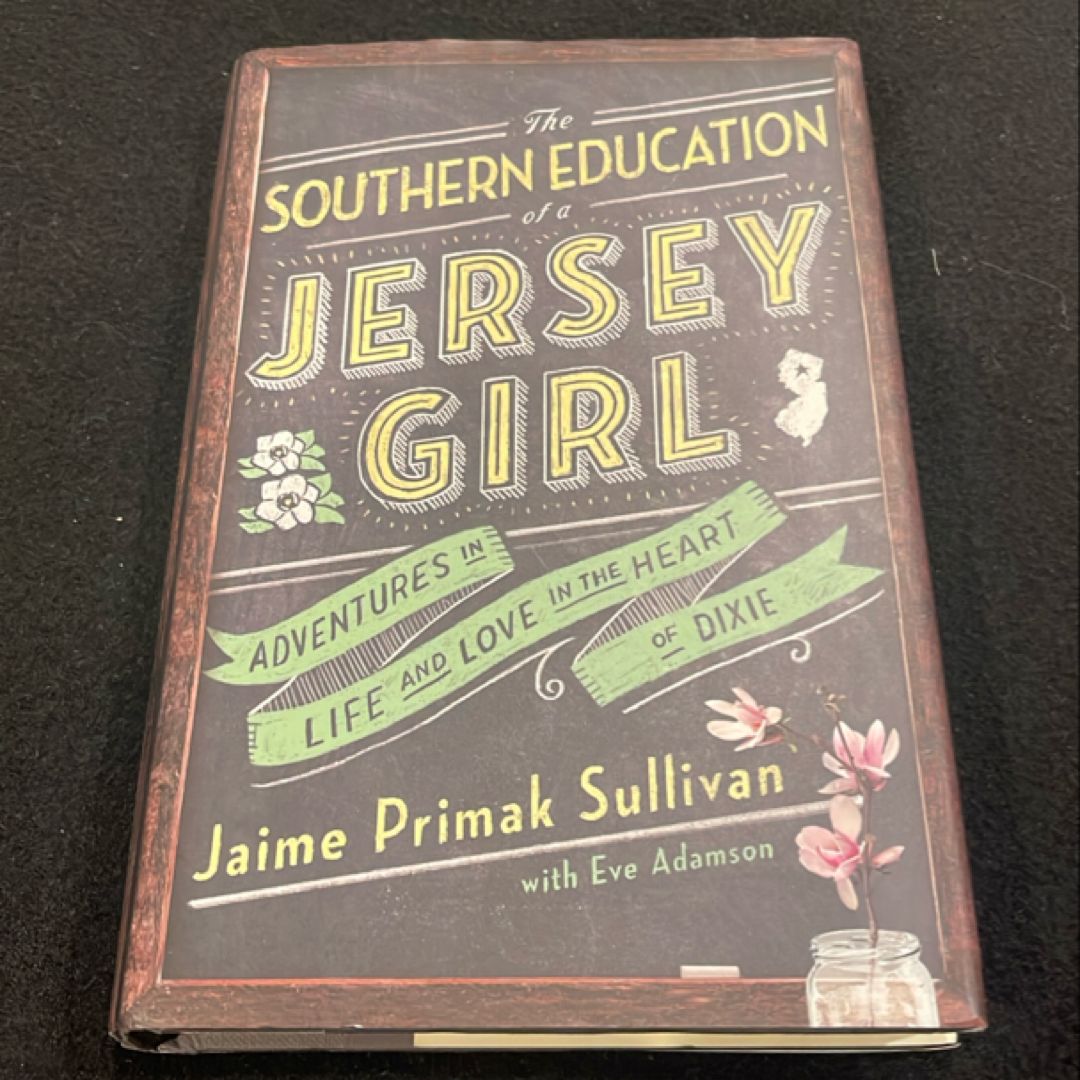 The
SOUTHERN EDUCATION
of a
JERSEY
GIRL
ADVENTURES IN
LIFE AND LOVE IN THE HEART
OF DIXIE
Jaime Primak Sullivan
with Eve Adamson